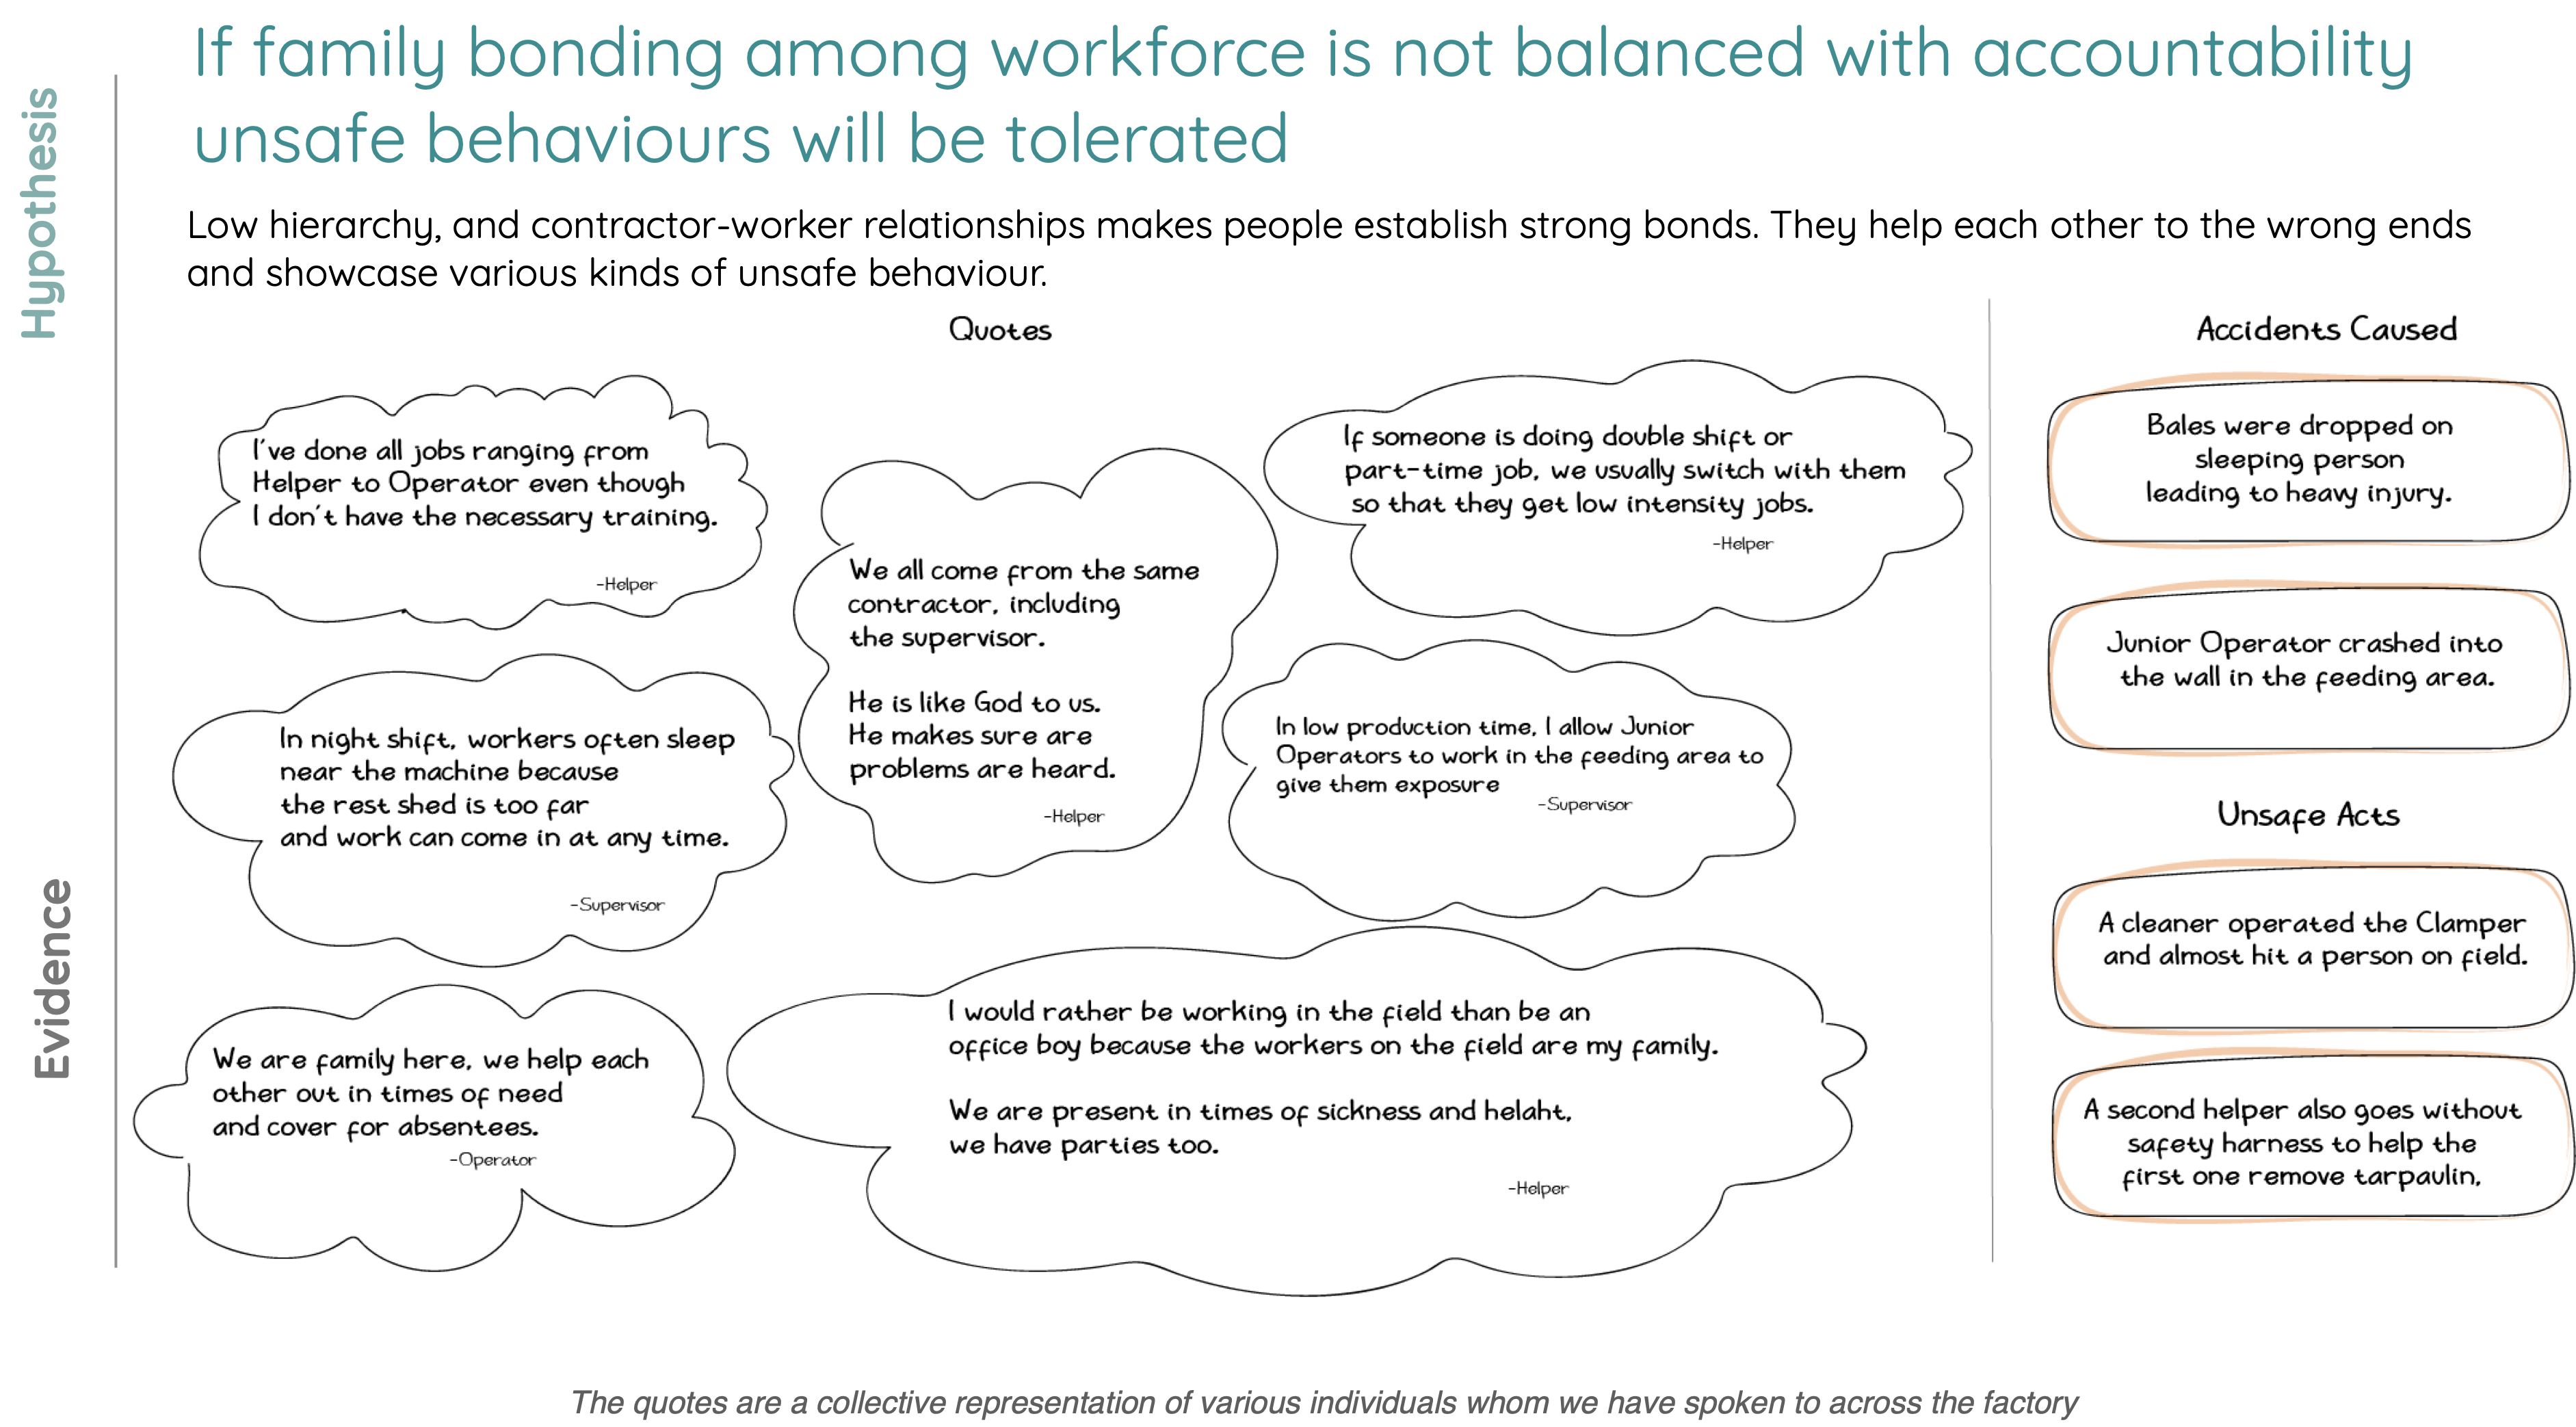 Hypothesis
If family bonding among workforce is not balanced with accountability
unsafe behaviours will be tolerated
Low hierarchy, and contractor-worker relationships makes people establish strong bonds. They help each other to the wrong ends
and showcase various kinds of unsafe behaviour.
Evidence
Quotes
I've done all jobs ranging from
Helper to Operator even though
I don't have the necessary training.
-Helper
We all come from the same
contractor, including
the supervisor.
He is like God to us.
He makes sure are
problems are heard.
-Helper
If someone is doing double shift or
part-time job, we usually switch with them
so that they get low intensity jobs.
-Helper
In night shift, workers often sleep
near the machine because
the rest shed is too far
and work can come in at any time.
-Supervisor
In low production time, I allow Junior
Operators to work in the feeding area to
give them exposure
-Supervisor
We are family here, we help each
other out in times of need
and cover for absentees.
-Operator
I would rather be working in the field than be an
office boy because the workers on the field are my family.
We are present in times of sickness and helaht,
we have parties too.
-Helper
Accidents Caused
Bales were dropped on
sleeping person
leading to heavy injury.
Junior Operator crashed into
the wall in the feeding area.
Unsafe Acts
A cleaner operated the Clamper
and almost hit a person on field.
A second helper also goes without
safety harness to help the
first one remove tarpaulin,
The quotes are a collective representation of various individuals whom we have spoken to across the factory